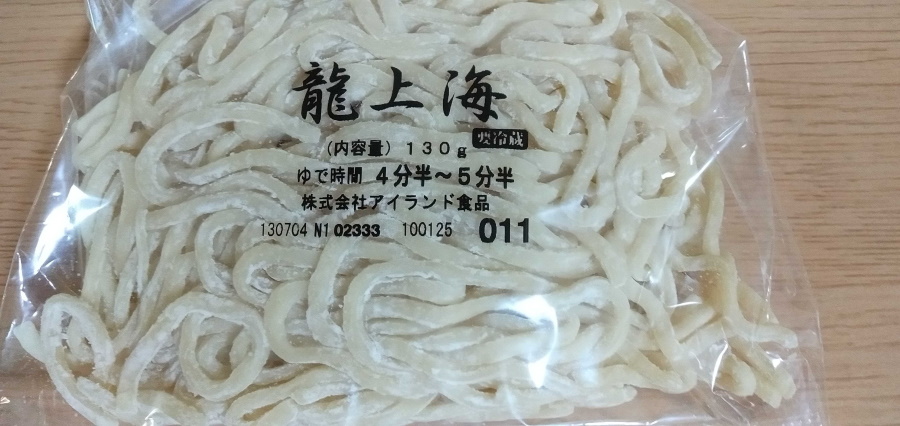 龍上海
要冷蔵
(内容量) 130g
ゆで時間 4分半～5分半
株式会社アイランド食品
130704 N1 02333 100125 011